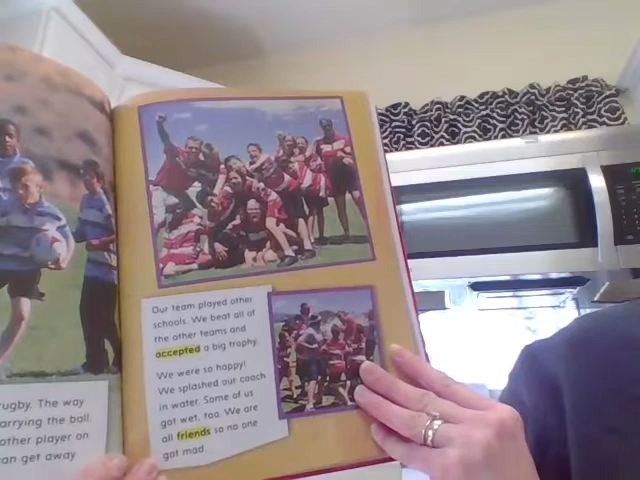 rugby. The way
arrying the ball.
other player on
an get away
Our team played other
schools. We beat all of
the other teams and
accepted a big trophy.
We were so happy!
We splashed our coach
in water. Some of us
got wet, too. We are
all friends so no one
got mad.